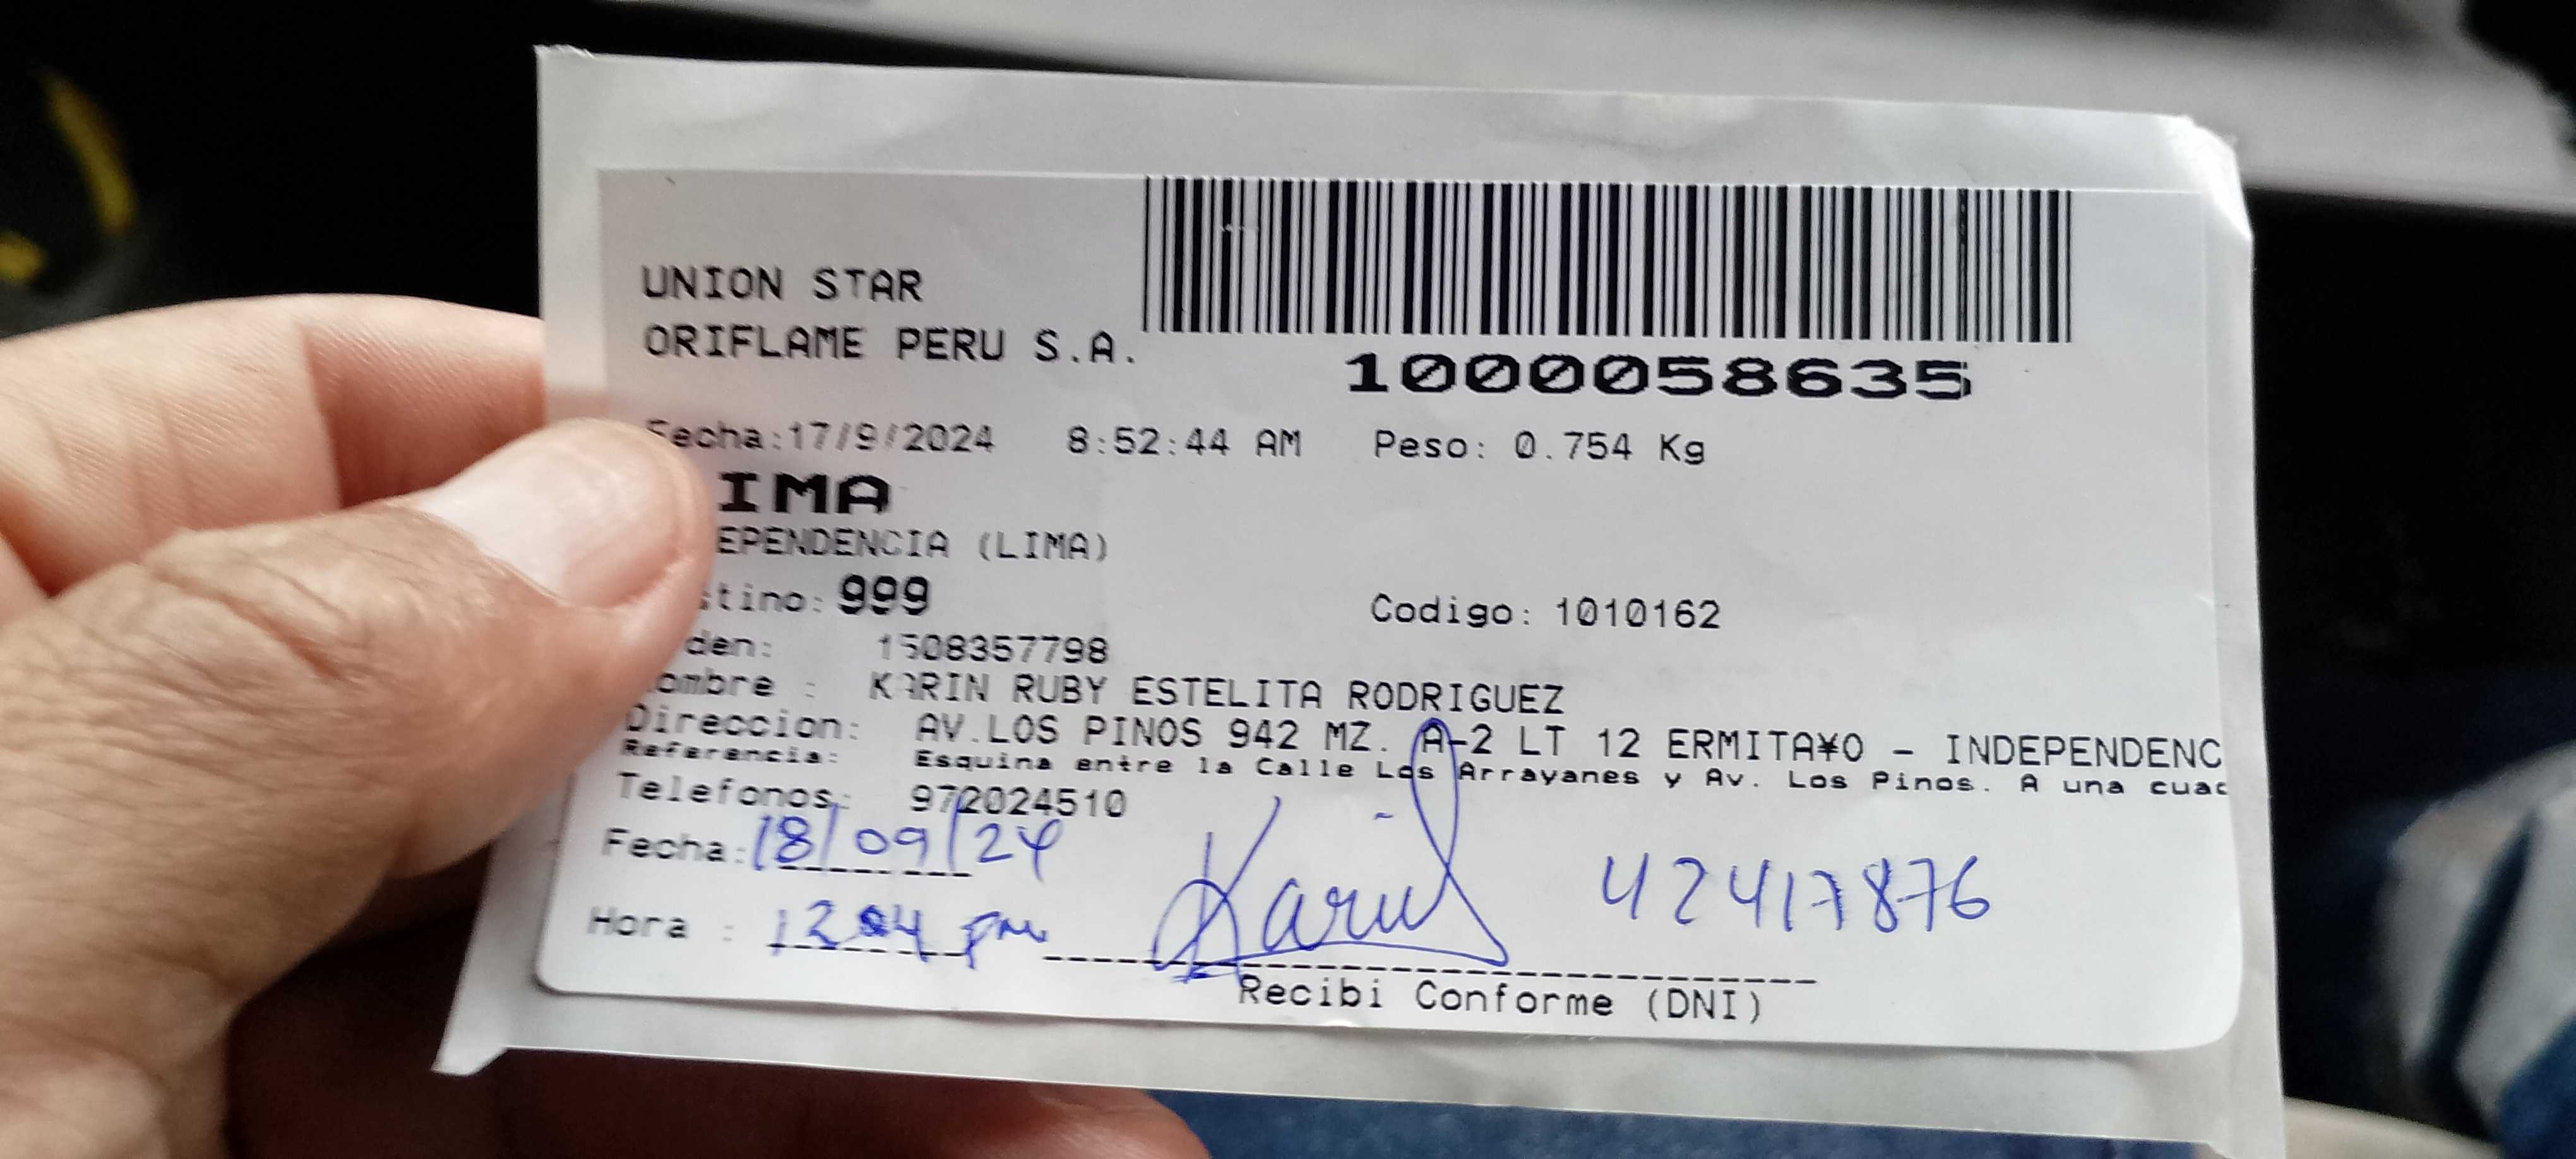 UNION STAR
ORIFLAME PERU S.A.
1000058635
Fecha:17/9/2024 8:52:44 AM Peso: 0.754 Kg
IMA
EPENDENCIA (LIMA)
stino: 999 Codigo: 1010162
den: 1508357798
ombre : KARIN RUBY ESTELITA RODRIGUEZ
Direccion: AV.LOS PINOS 942 MZ. A-2 LT 12 ERMITA¥O - INDEPENDENC
Referencia: Esquina entre la Calle Los Arrayanes y Av. Los Pinos. A una cuad
Telefonos: 972024510
Fecha: 18/09/24
Hora : pm Karin 42417876
Recibi Conforme (DNI)